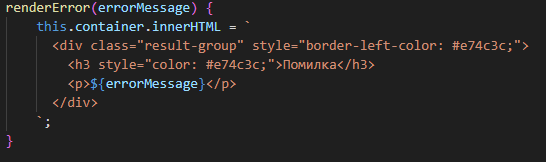 renderError(errorMessage) {
    this.container.innerHTML = `
      <div class="result-group" style="border-left-color: #e74c3c;">
        <h3 style="color: #e74c3c;">Помилка</h3>
        <p>${errorMessage}</p>
      </div>
    `;
}